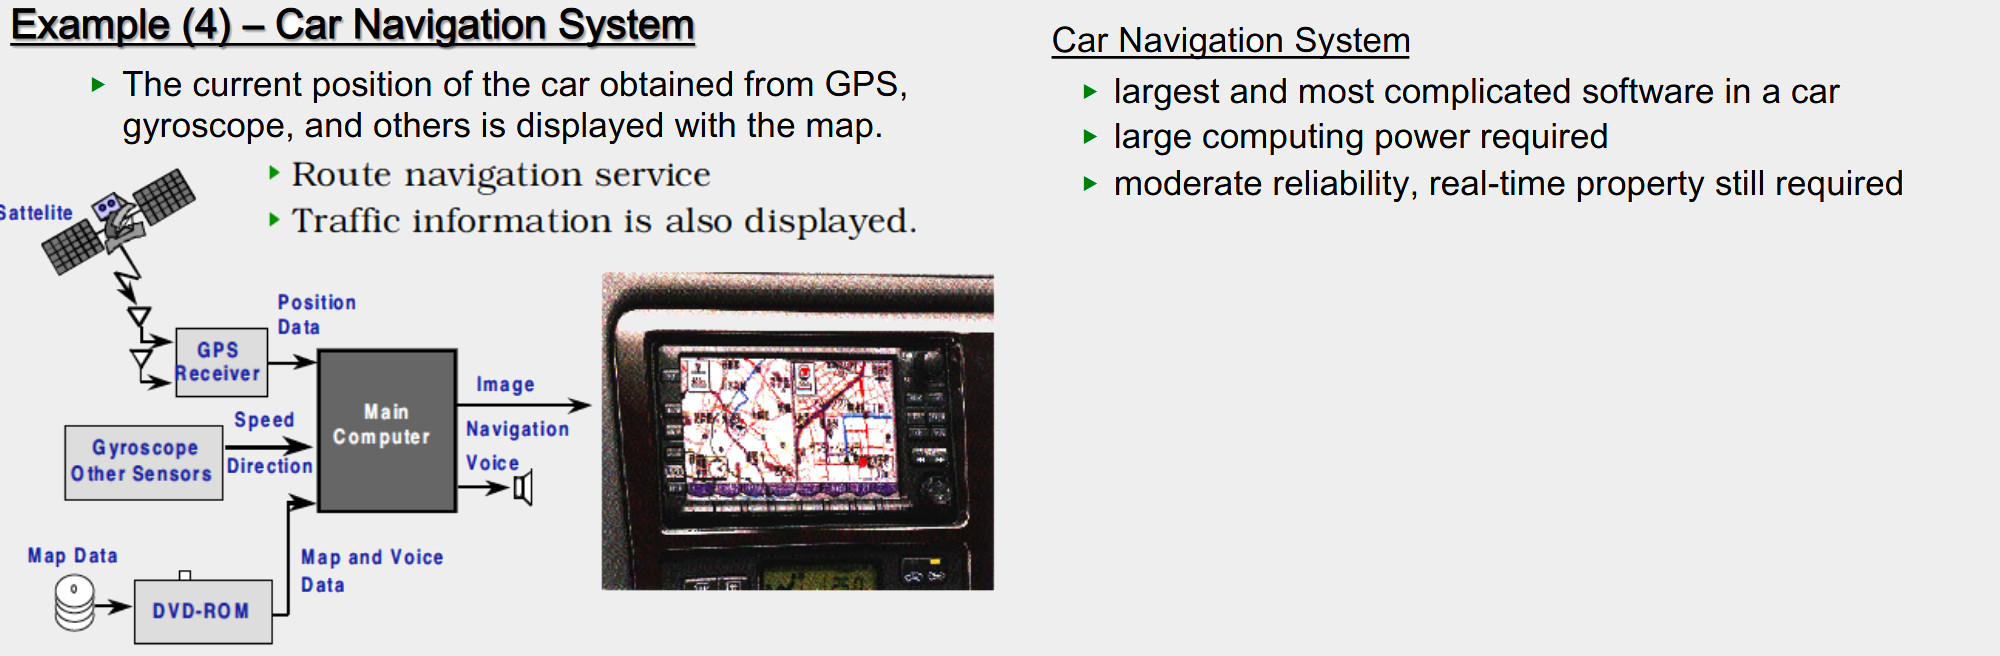 Example (4) – Car Navigation System
The current position of the car obtained from GPS,
gyroscope, and others is displayed with the map.
Route navigation service
Traffic information is also displayed.
Sattelite
Position
Data
GPS
Receiver
Speed
Direction
Gyroscope
Other Sensors
Main
Computer
Image
Navigation
Voice
Map Data
DVD-ROM
Map and Voice
Data
Car Navigation System
largest and most complicated software in a car
large computing power required
moderate reliability, real-time property still required